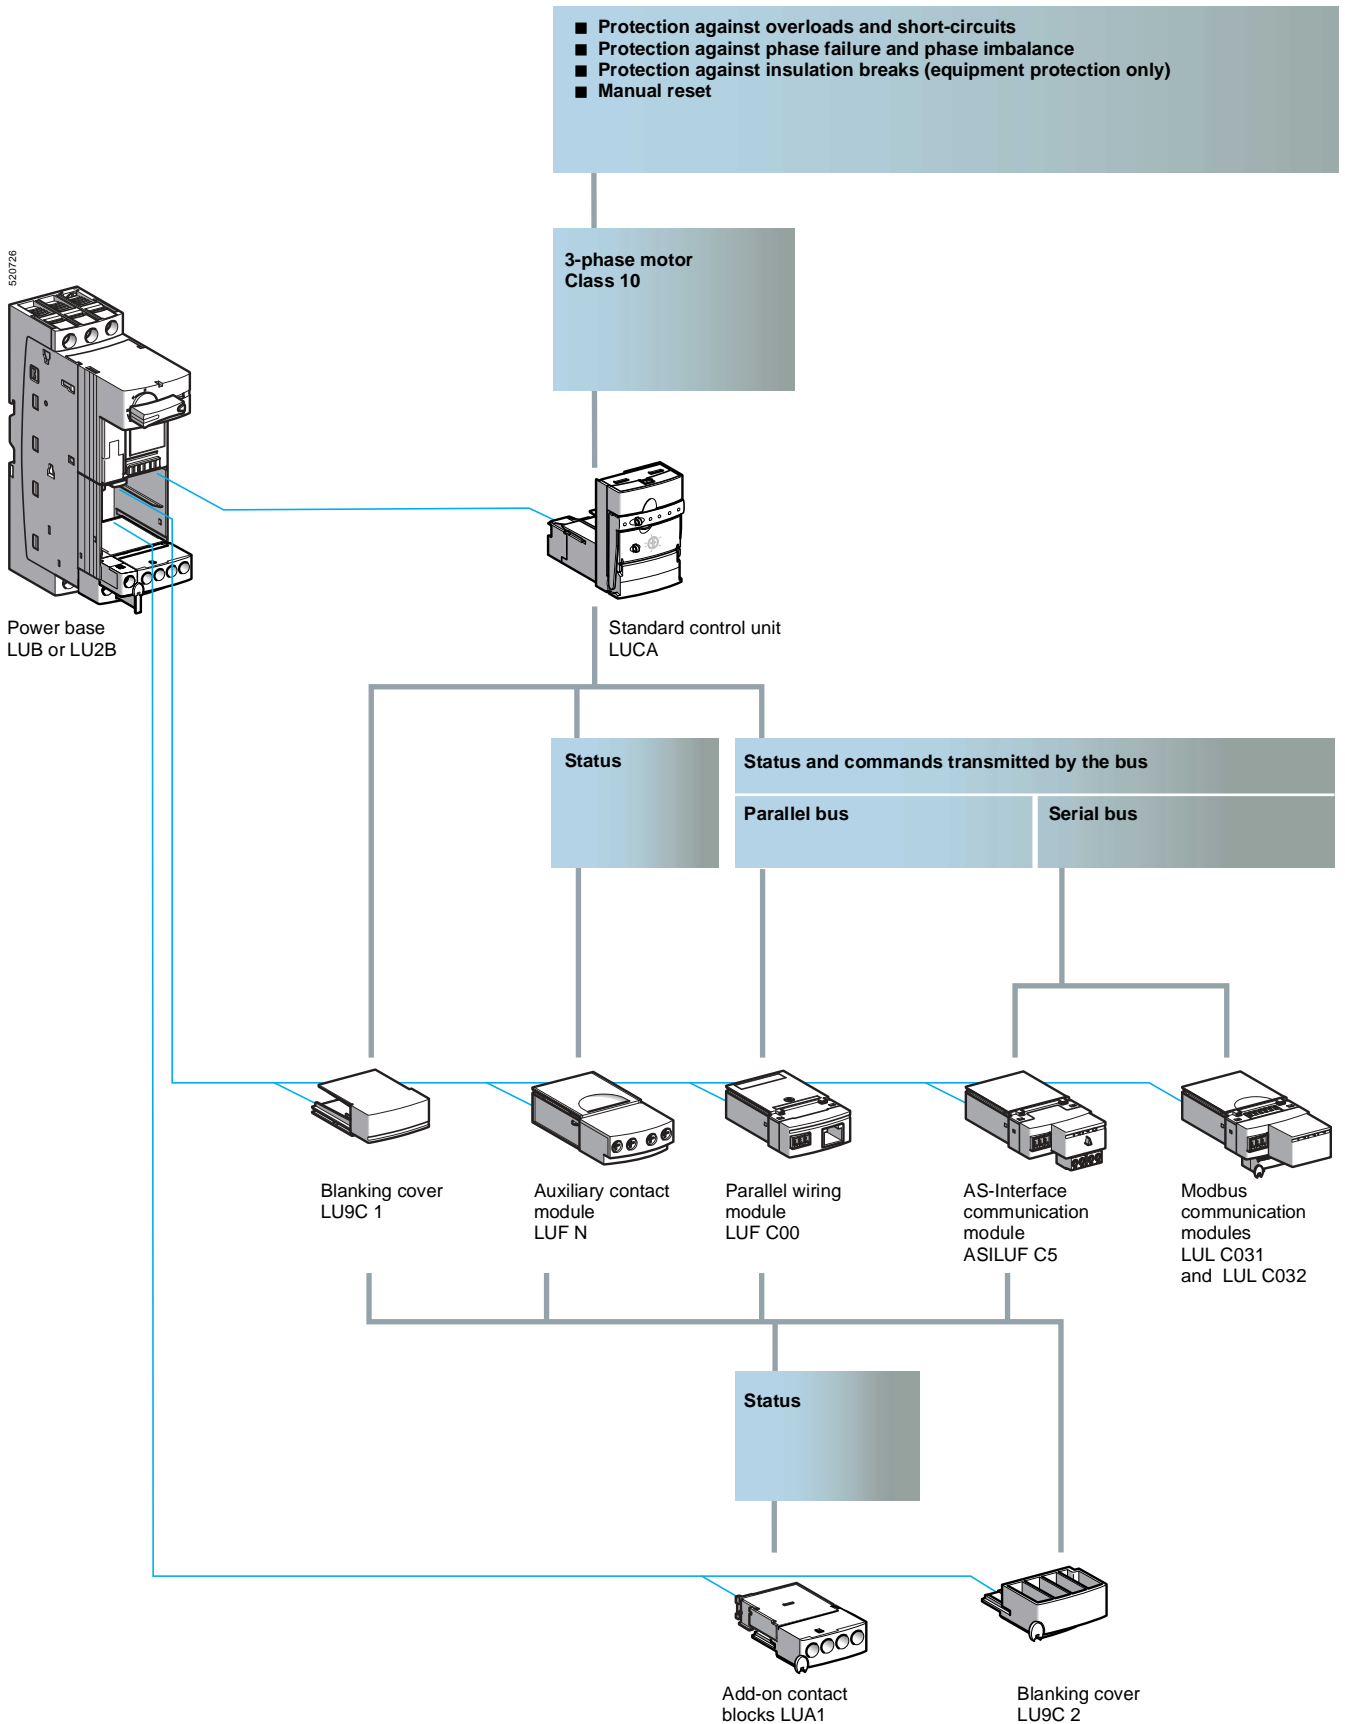 ■ Protection against overloads and short-circuits
■ Protection against phase failure and phase imbalance
■ Protection against insulation breaks (equipment protection only)
■ Manual reset
3-phase motor
Class 10
520726
Power base
LUB or LU2B
Standard control unit
LUCA
Status
Status and commands transmitted by the bus
Parallel bus
Serial bus
Blanking cover
LU9C 1
Auxiliary contact
module
LUF N
Parallel wiring
module
LUF C00
AS-Interface
communication
module
ASILUF C5
Modbus
communication
modules
LUL C031
and LUL C032
Status
Add-on contact
blocks LUA1
Blanking cover
LU9C 2